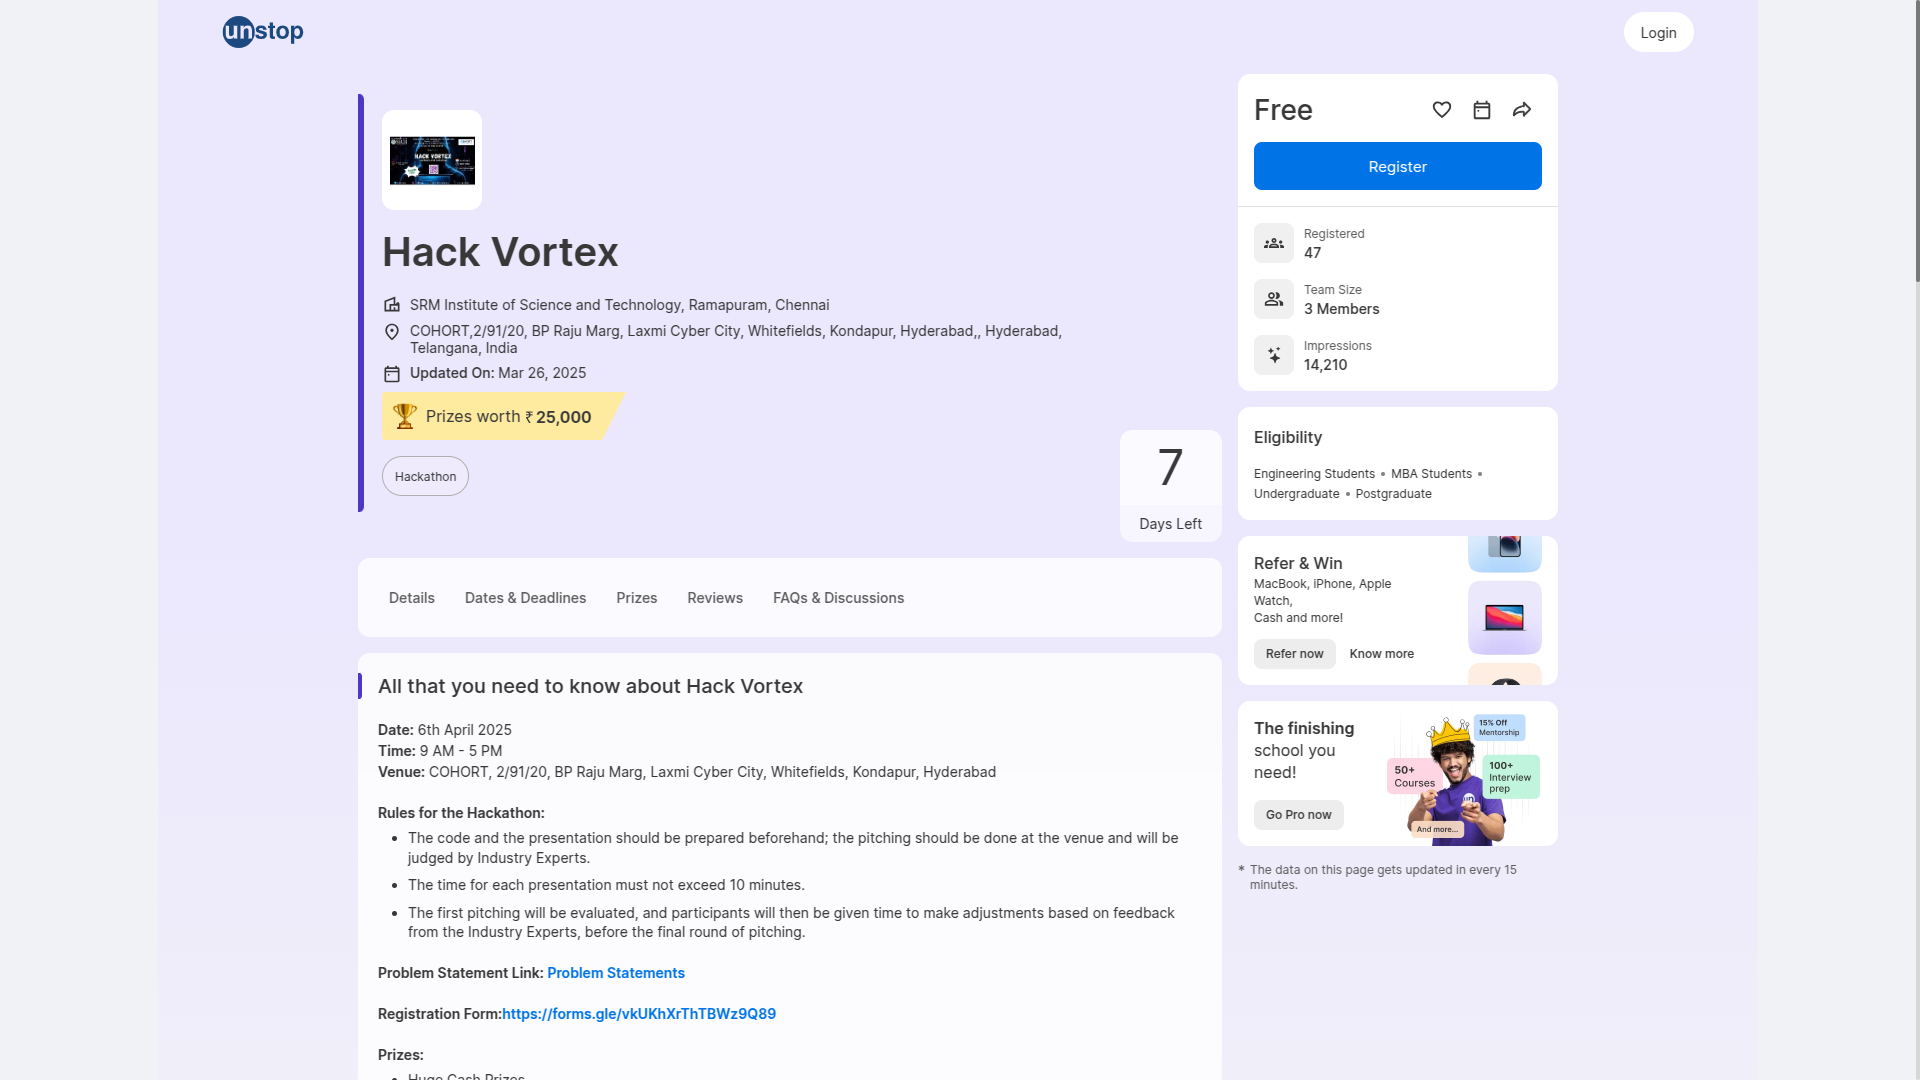 unstop
Login
Hack Vortex
SRM Institute of Science and Technology, Ramapuram, Chennai
COHORT,2/91/20, BP Raju Marg, Laxmi Cyber City, Whitefields, Kondapur, Hyderabad,, Hyderabad,
Telangana, India
Updated On: Mar 26, 2025
Prizes worth ₹ 25,000
Hackathon
7
Days Left
Free
Register
Registered
47
Team Size
3 Members
Impressions
14,210
Eligibility
Engineering Students • MBA Students •
Undergraduate • Postgraduate
Refer & Win
MacBook, iPhone, Apple
Watch,
Cash and more!
Refer now Know more
The finishing
school you
need!
Go Pro now
15% Off
Mentorship
50+
Courses
100+
Interview
prep
And more...
* The data on this page gets updated in every 15
minutes.
Details Dates & Deadlines Prizes Reviews FAQs & Discussions
All that you need to know about Hack Vortex
Date: 6th April 2025
Time: 9 AM - 5 PM
Venue: COHORT, 2/91/20, BP Raju Marg, Laxmi Cyber City, Whitefields, Kondapur, Hyderabad
Rules for the Hackathon:
• The code and the presentation should be prepared beforehand; the pitching should be done at the venue and will be
judged by Industry Experts.
• The time for each presentation must not exceed 10 minutes.
• The first pitching will be evaluated, and participants will then be given time to make adjustments based on feedback
from the Industry Experts, before the final round of pitching.
Problem Statement Link: Problem Statements
Registration Form:https://forms.gle/vkUKhXrThTBWz9Q89
Prizes:
• Huge Cash Prizes